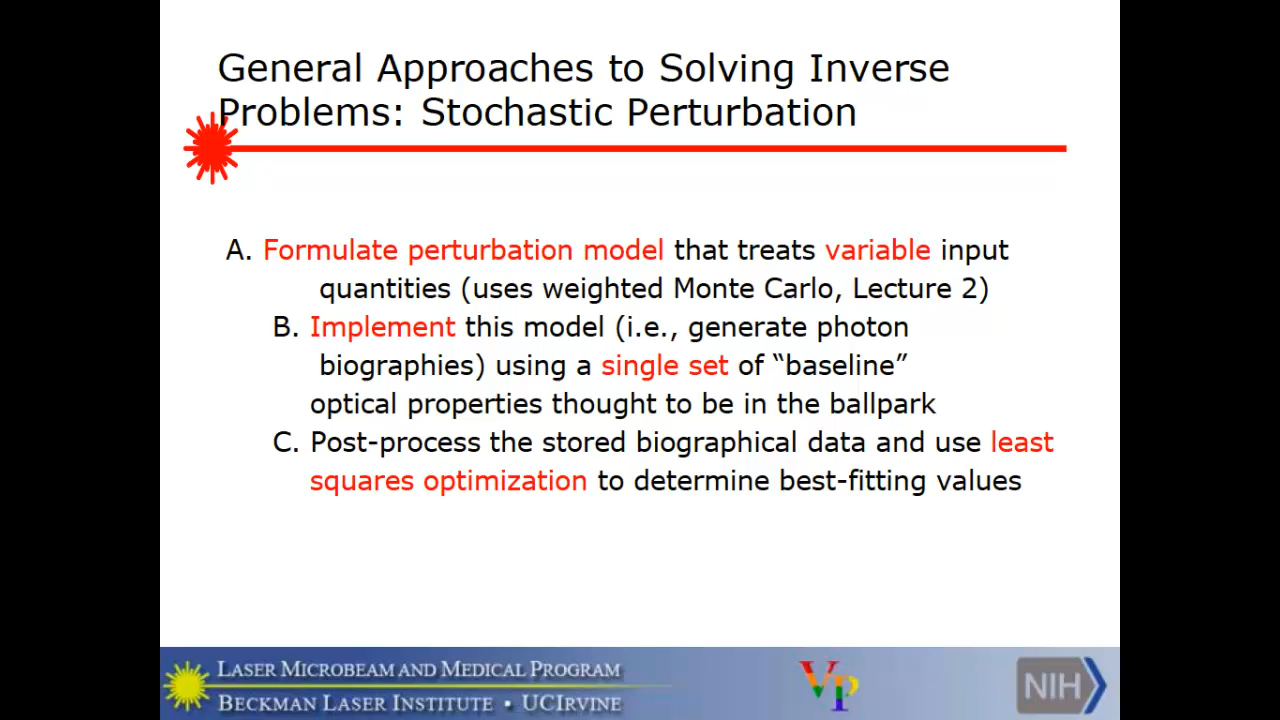 General Approaches to Solving Inverse
Problems: Stochastic Perturbation
A. Formulate perturbation model that treats variable input
quantities (uses weighted Monte Carlo, Lecture 2)
B. Implement this model (i.e., generate photon
biographies) using a single set of “baseline”
optical properties thought to be in the ballpark
C. Post-process the stored biographical data and use least
squares optimization to determine best-fitting values
LASER MICROBEAM AND MEDICAL PROGRAM
BECKMAN LASER INSTITUTE • UCIRVINE
VP
NIH